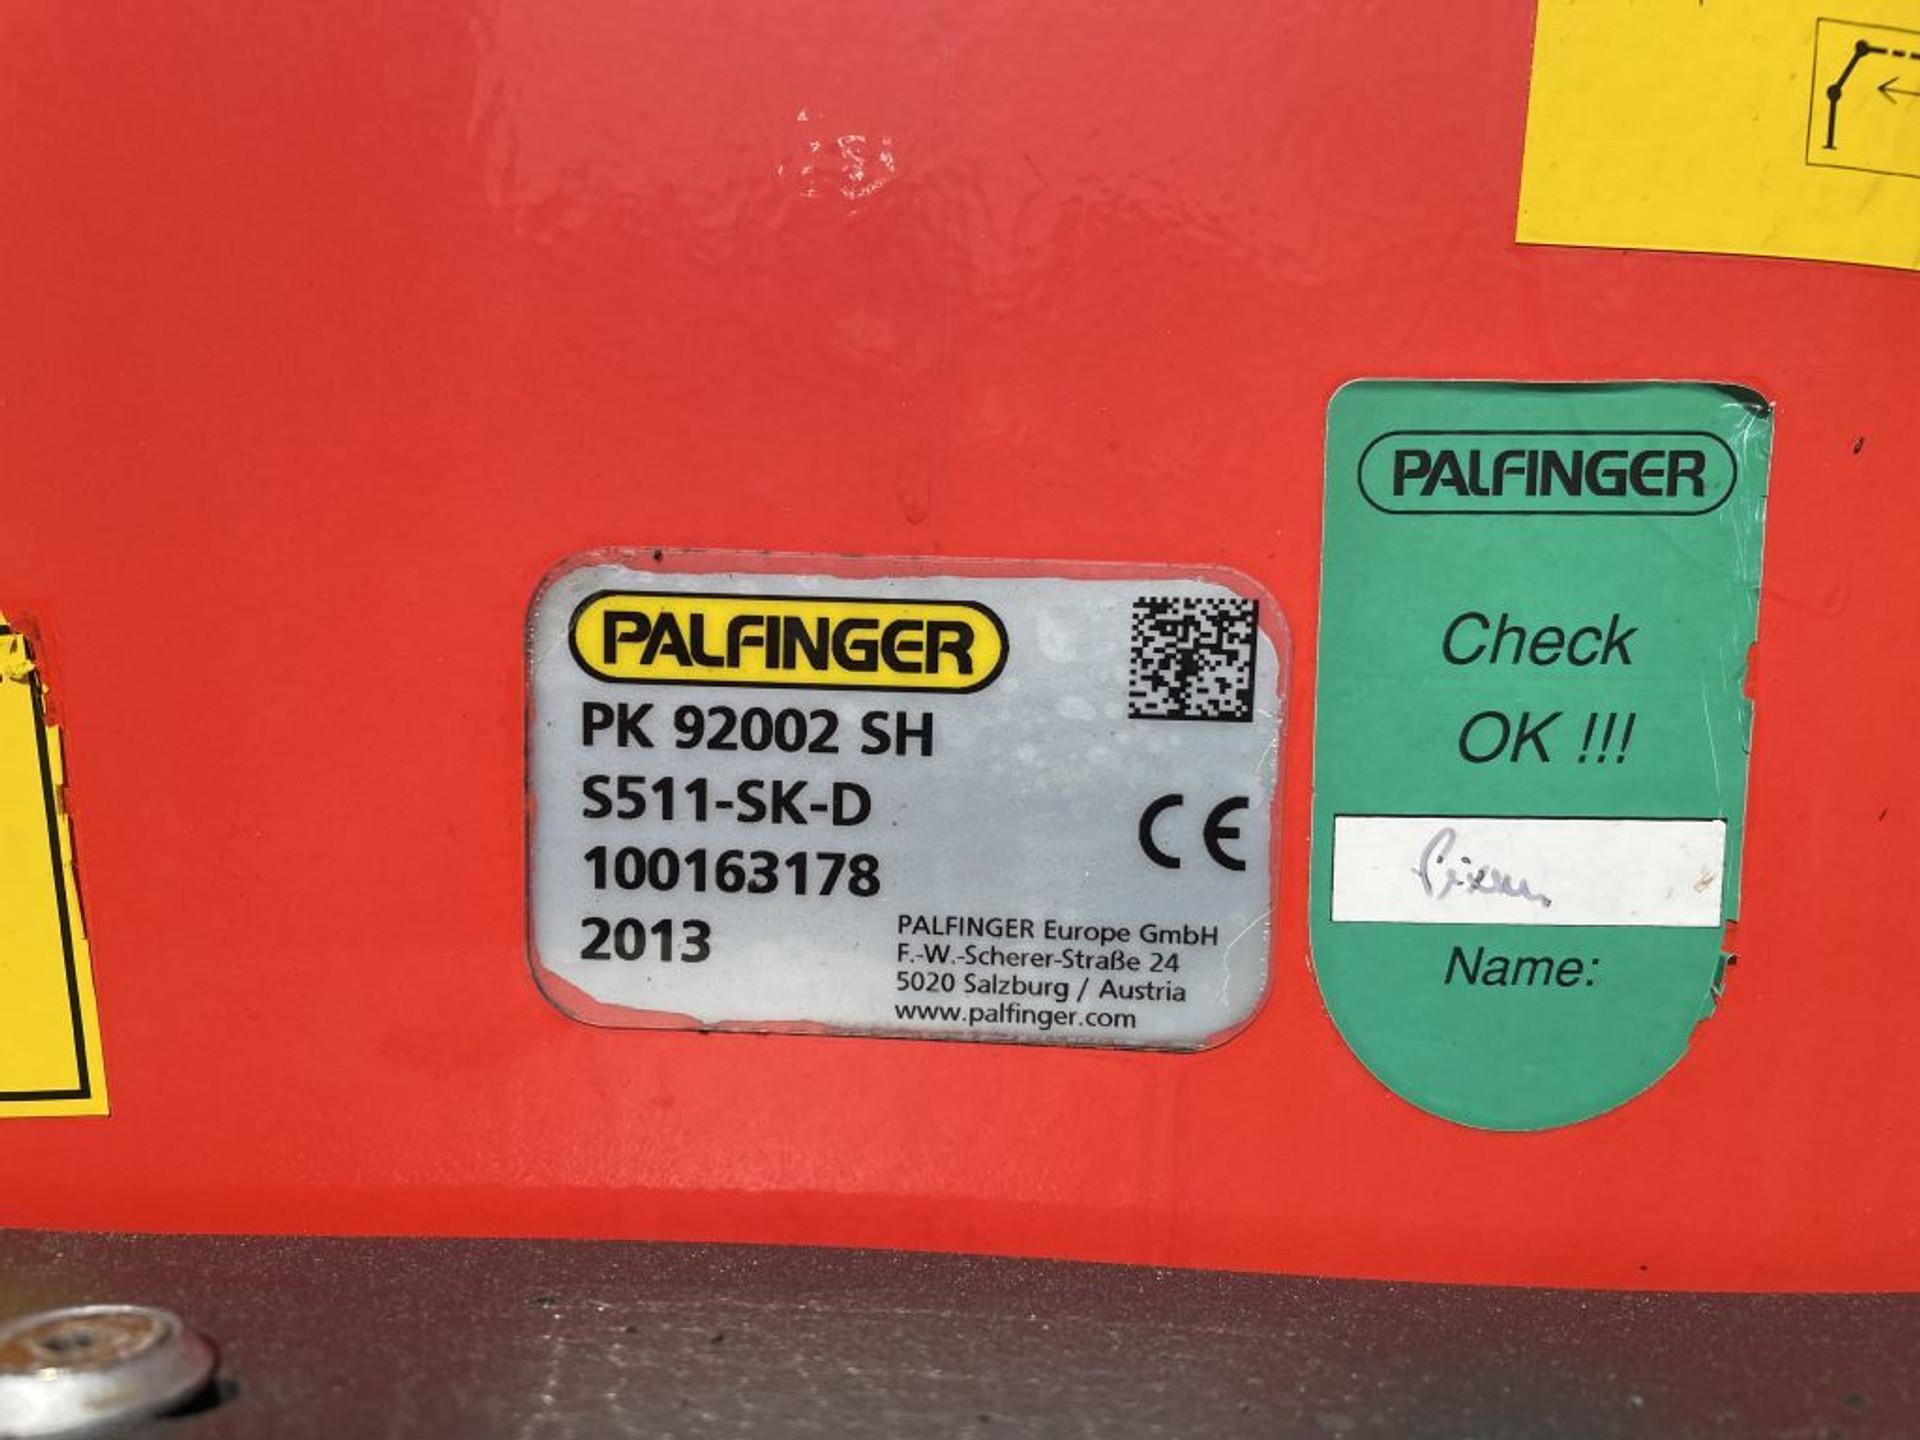 PALFINGER
PK 92002 SH
S511-SK-D
100163178
2013
CE
PALFINGER Europe GmbH
F.-W.-Scherer-Straße 24
5020 Salzburg / Austria
www.palfinger.com
PALFINGER
Check
OK !!!
Name: